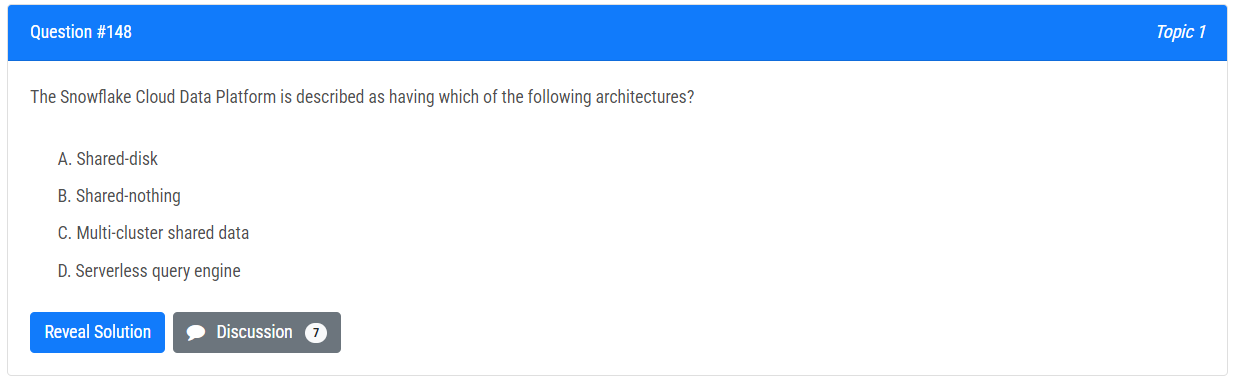 Question #148
Topic 1
The Snowflake Cloud Data Platform is described as having which of the following architectures?
A. Shared-disk
B. Shared-nothing
C. Multi-cluster shared data
D. Serverless query engine
Reveal Solution
Discussion 7